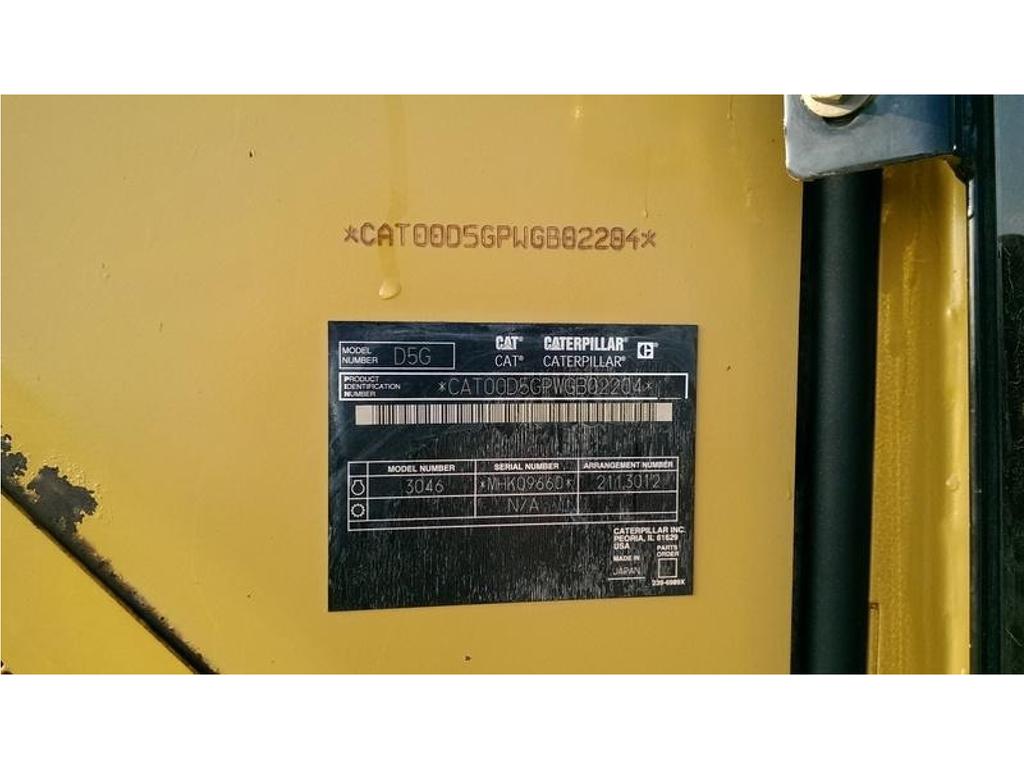 *CAT00D5GPWGB02204*
MODEL NUMBER D5G
CAT® CATERPILLAR® C®
CAT® CATERPILLAR®
PRODUCT IDENTIFICATION NUMBER *CAT00D5GPWGB02204*
MODEL NUMBER SERIAL NUMBER ARRANGEMENT NUMBER
3046 *MHK09660* 2113012
N/A
CATERPILLAR INC.
PEORIA, IL 61629
USA
PARTS ORDER
MADE IN
JAPAN
239-6989X